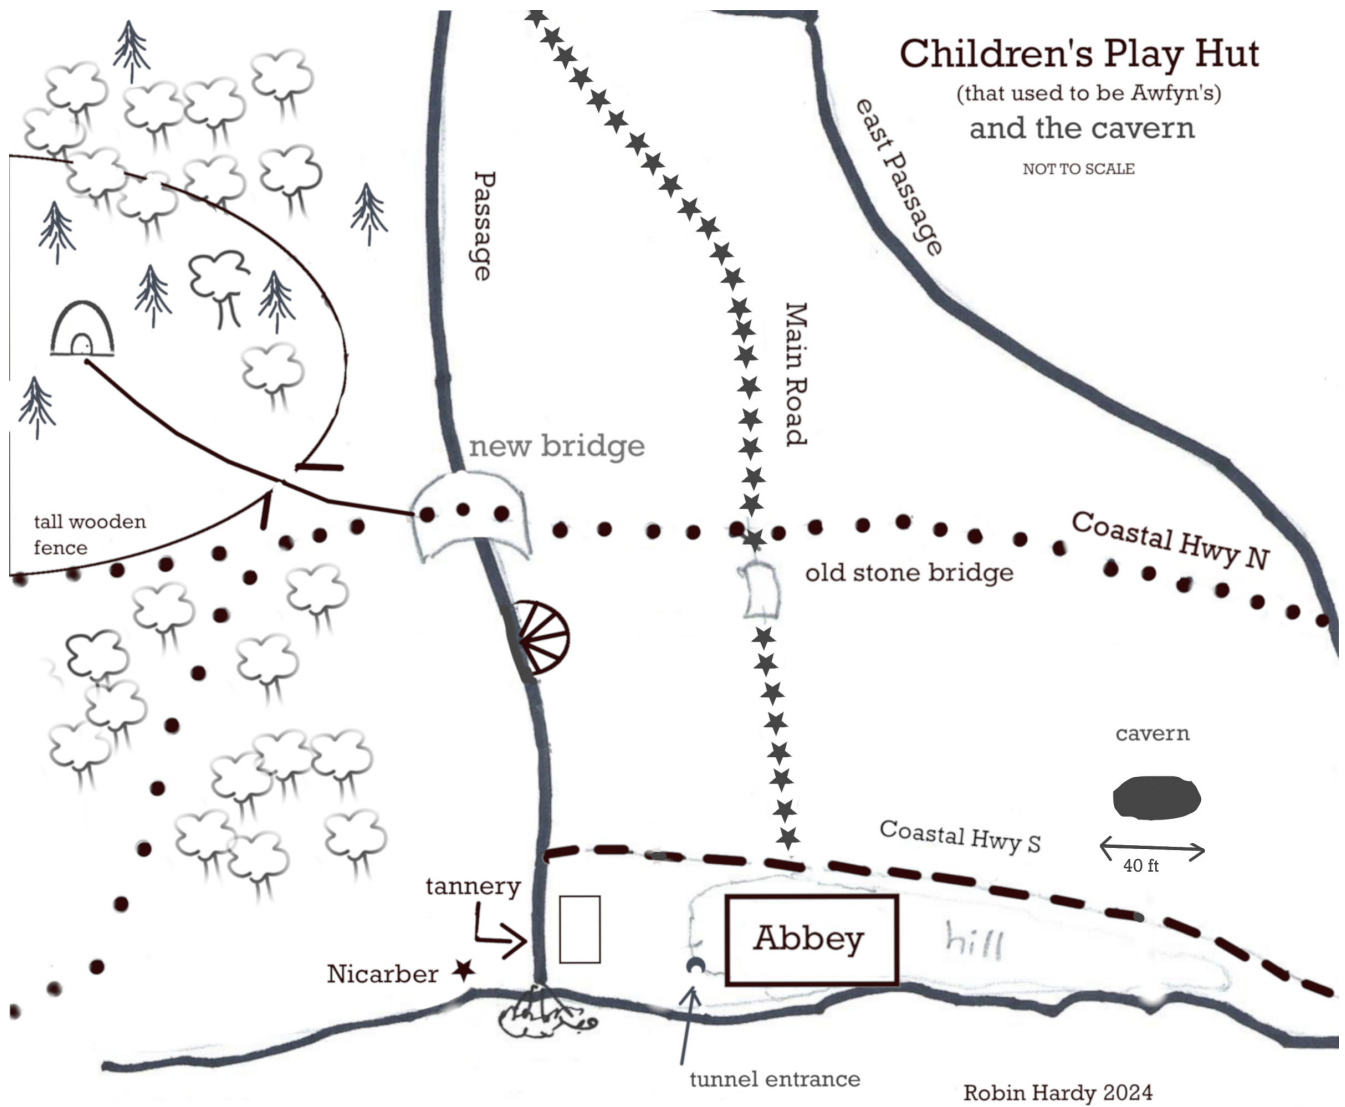 Children's Play Hut
(that used to be Awfyn's)
and the cavern
NOT TO SCALE
east Passage
Passage
Main Road
new bridge
tall wooden
fence
Coastal Hwy N
old stone bridge
cavern
40 ft
Coastal Hwy S
tannery
Abbey
hill
Nicarber
tunnel entrance
Robin Hardy 2024